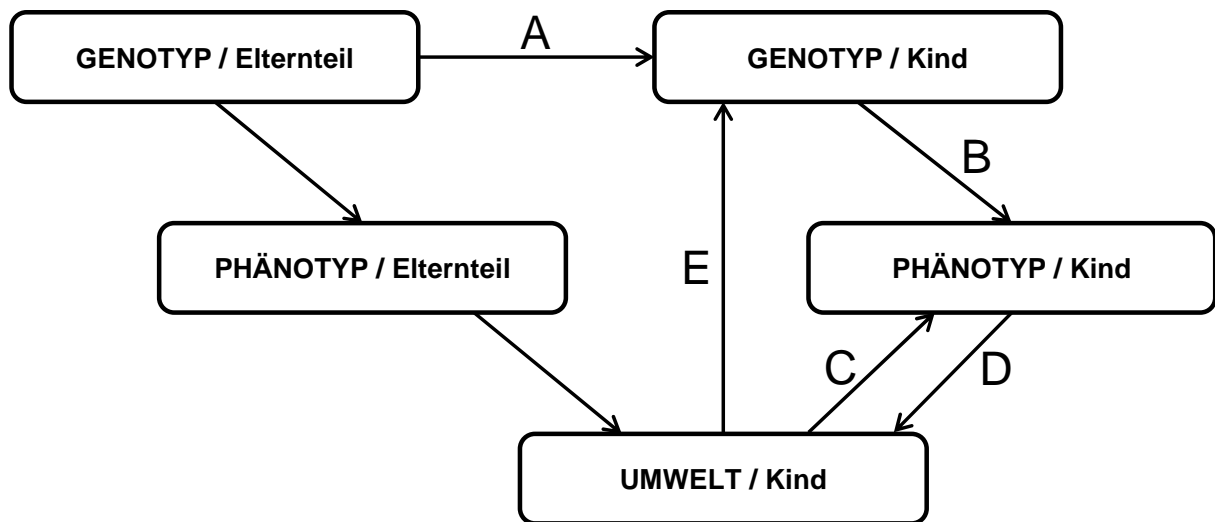 A
GENOTYP / Elternteil
GENOTYP / Kind
B
PHÄNOTYP / Elternteil
E
PHÄNOTYP / Kind
C
D
UMWELT / Kind